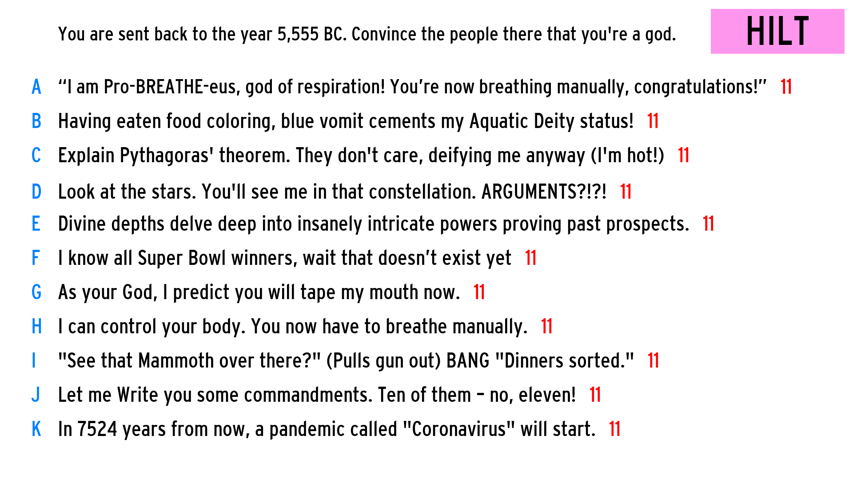 You are sent back to the year 5,555 BC. Convince the people there that you're a god.
HILT
A “I am Pro-BREATHE-eus, god of respiration! You’re now breathing manually, congratulations!” 11
B Having eaten food coloring, blue vomit cements my Aquatic Deity status! 11
C Explain Pythagoras' theorem. They don't care, deifying me anyway (I'm hot!) 11
D Look at the stars. You'll see me in that constellation. ARGUMENTS?!?! 11
E Divine depths delve deep into insanely intricate powers proving past prospects. 11
F I know all Super Bowl winners, wait that doesn’t exist yet 11
G As your God, I predict you will tape my mouth now. 11
H I can control your body. You now have to breathe manually. 11
I "See that Mammoth over there?" (Pulls gun out) BANG "Dinners sorted." 11
J Let me Write you some commandments. Ten of them – no, eleven! 11
K In 7524 years from now, a pandemic called "Coronavirus" will start. 11